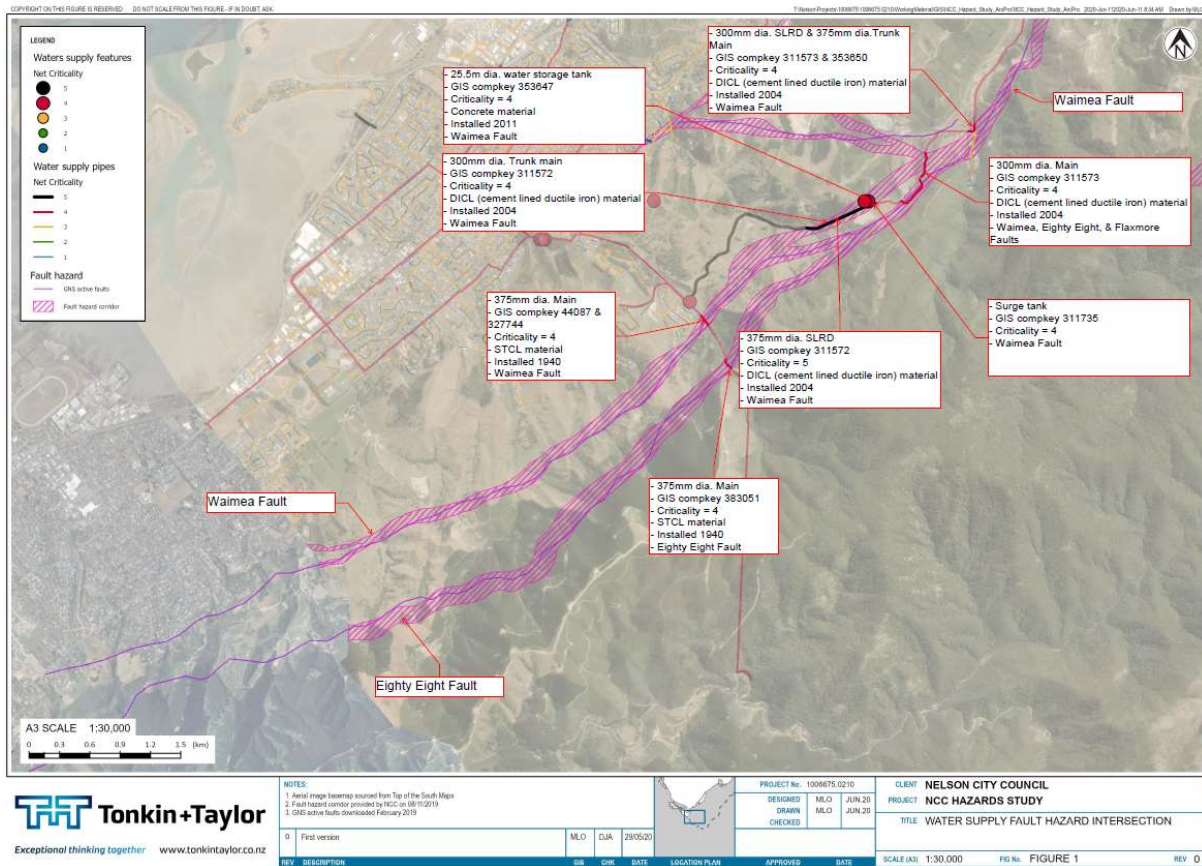 COPYRIGHT ON THIS FIGURE IS RESERVED DO NOT SCALE FROM THIS FIGURE - IF IN DOUBT, ASK.
LEGEND
Waters supply features
Net Criticality
5
4
3
2
1
Water supply pipes
Net Criticality
5
4
3
2
1
Fault hazard
GNS active faults
Fault hazard corridor
- 25.5m dia. water storage tank
- GIS compkey 353647
- Criticality = 4
- Concrete material
- Installed 2011
- Waimea Fault
- 300mm dia. SLRD & 375mm dia.Trunk
Main
- GIS compkey 311573 & 353650
- Criticality = 4
- DICL (cement lined ductile iron) material
- Installed 2004
- Waimea Fault
N
Waimea Fault
- 300mm dia. Trunk main
- GIS compkey 311572
- Criticality = 4
- DICL (cement lined ductile iron) material
- Installed 2004
- Waimea Fault
- 300mm dia. Main
- GIS compkey 311573
- Criticality = 4
- DICL (cement lined ductile iron) material
- Installed 2004
- Waimea, Eighty Eight, & Flaxmore
Faults
- 375mm dia. Main
- GIS compkey 44087 &
327744
- Criticality = 4
- STCL material
- Installed 1940
- Waimea Fault
- 375mm dia. SLRD
- GIS compkey 311572
- Criticality = 5
- DICL (cement lined ductile iron) material
- Installed 2004
- Waimea Fault
- Surge tank
- GIS compkey 311735
- Criticality = 4
- Waimea Fault
- 375mm dia. Main
- GIS compkey 383051
- Criticality = 4
- STCL material
- Installed 1940
- Eighty Eight Fault
Waimea Fault
Eighty Eight Fault
A3 SCALE 1:30,000
0 0.3 0.6 0.9 1.2 1.5 (km)
Tonkin+Taylor
Exceptional thinking together www.tonkintaylor.co.nz
NOTES:
1. Aerial image basemap sourced from Top of the South Maps
2. Fault hazard corridor provided by NCC on 08/11/2019
3. GNS active faults downloaded February 2019
0 First version MLO DJA 29/05/20
REV DESCRIPTION GIS CHK DATE
LOCATION PLAN
PROJECT No. 1006675.0210
DESIGNED MLO JUN.20
DRAWN MLO JUN.20
CHECKED
APPROVED DATE
CLIENT NELSON CITY COUNCIL
PROJECT NCC HAZARDS STUDY
TITLE WATER SUPPLY FAULT HAZARD INTERSECTION
SCALE (A3) 1:30,000 FIG No. FIGURE 1 REV 0